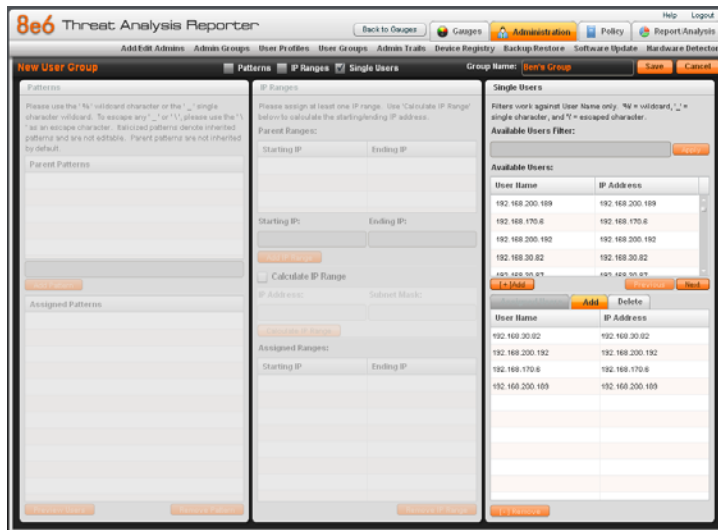 Help Logout
8e6 Threat Analysis Reporter
Back to Gauges Gauges Administration Policy Report/Analysis
Add/Edit Admins Admin Groups User Profiles User Groups Admin Trails Device Registry Backup/Restore Software Update Hardware Detector
New User Group Patterns IP Ranges Single Users Group Name: Ben's Group Save Cancel
Patterns
Please use the '%' wildcard character or the '_' single
character wildcard. To escape any '_' or '\', please use the '\
' as an escape character. Italicized patterns denote inherited
patterns and are not editable. Parent patterns are not inherited
by default.
Parent Patterns
Add Pattern
Assigned Patterns
Preview Users Remove Pattern
IP Ranges
Please assign at least one IP range. Use 'Calculate IP Range'
below to calculate the starting/ending IP address.
Parent Ranges:
Starting IP Ending IP
Starting IP: Ending IP:
Add IP Range
Calculate IP Range
IP Address: Subnet Mask:
Calculate IP Range
Assigned Ranges:
Starting IP Ending IP
Remove IP Range
Single Users
Filters work against User Name only. '%' = wildcard, '_' =
single character, and '\' = escaped character.
Available Users Filter:
Apply
Available Users:
User Name IP Address
192.168.200.189 192.168.200.189
192.168.170.6 192.168.170.6
192.168.200.192 192.168.200.192
192.168.30.82 192.168.30.82
192.168.30.87 192.168.30.87
[+]Add Previous Next
Add Delete
User Name IP Address
192.168.30.82 192.168.30.82
192.168.200.192 192.168.200.192
192.168.170.6 192.168.170.6
192.168.200.189 192.168.200.189
[-] Remove